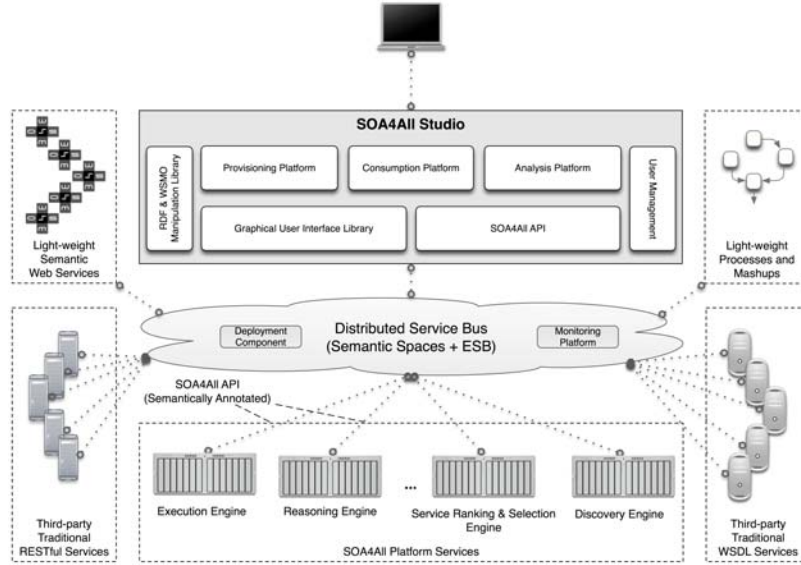 SOA4All Studio
RDF & WSMO
Manipulation Library
Provisioning Platform
Consumption Platform
Analysis Platform
User Management
Graphical User Interface Library
SOA4All API
Light-weight
Semantic
Web Services
Light-weight
Processes and
Mashups
Deployment
Component
Distributed Service Bus
(Semantic Spaces + ESB)
Monitoring
Platform
SOA4All API
(Semantically Annotated)
Execution Engine
Reasoning Engine
...
Service Ranking & Selection
Engine
Discovery Engine
Third-party
Traditional
RESTful Services
SOA4All Platform Services
Third-party
Traditional
WSDL Services